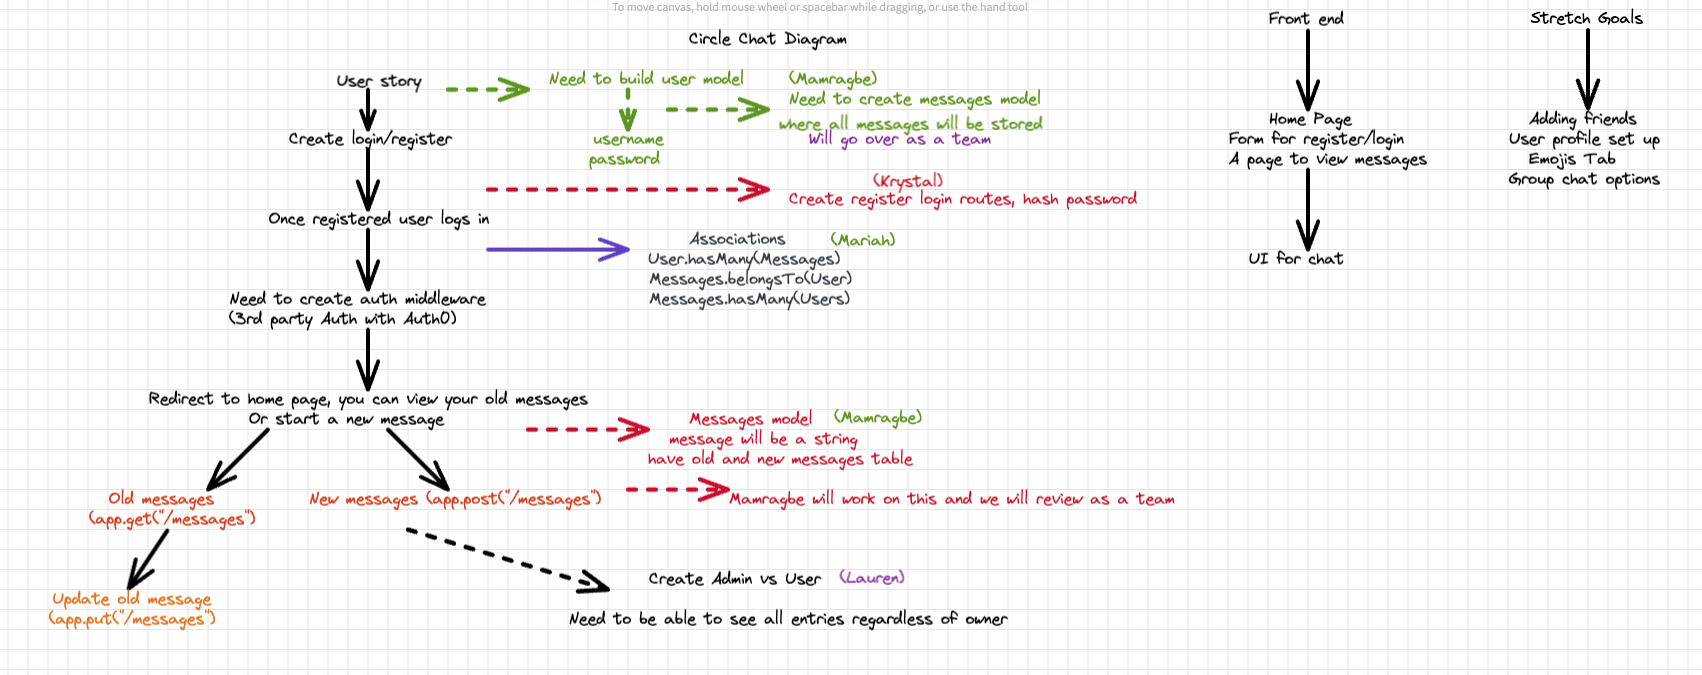 To move canvas, hold mouse wheel or spacebar while dragging, or use the hand tool
Circle Chat Diagram
User story
Create login/register
Once registered user logs in
Need to create auth middleware
(3rd party Auth with Auth0)
Redirect to home page, you can view your old messages
Or start a new message
Old messages
(app.get("/messages")
Update old message
(app.put("/messages")
New messages (app.post("/messages")
Need to build user model
username
password
(Mamragbe)
Need to create messages model
where all messages will be stored
Will go over as a team
(Krystal)
Create register login routes, hash password
Associations (Mariah)
User.hasMany(Messages)
Messages.belongsTo(User)
Messages.hasMany(Users)
Messages model (Mamragbe)
message will be a string
have old and new messages table
Mamragbe will work on this and we will review as a team
Create Admin vs User (Lauren)
Need to be able to see all entries regardless of owner
Front end
Home Page
Form for register/login
A page to view messages
UI for chat
Stretch Goals
Adding friends
User profile set up
Emojis Tab
Group chat options